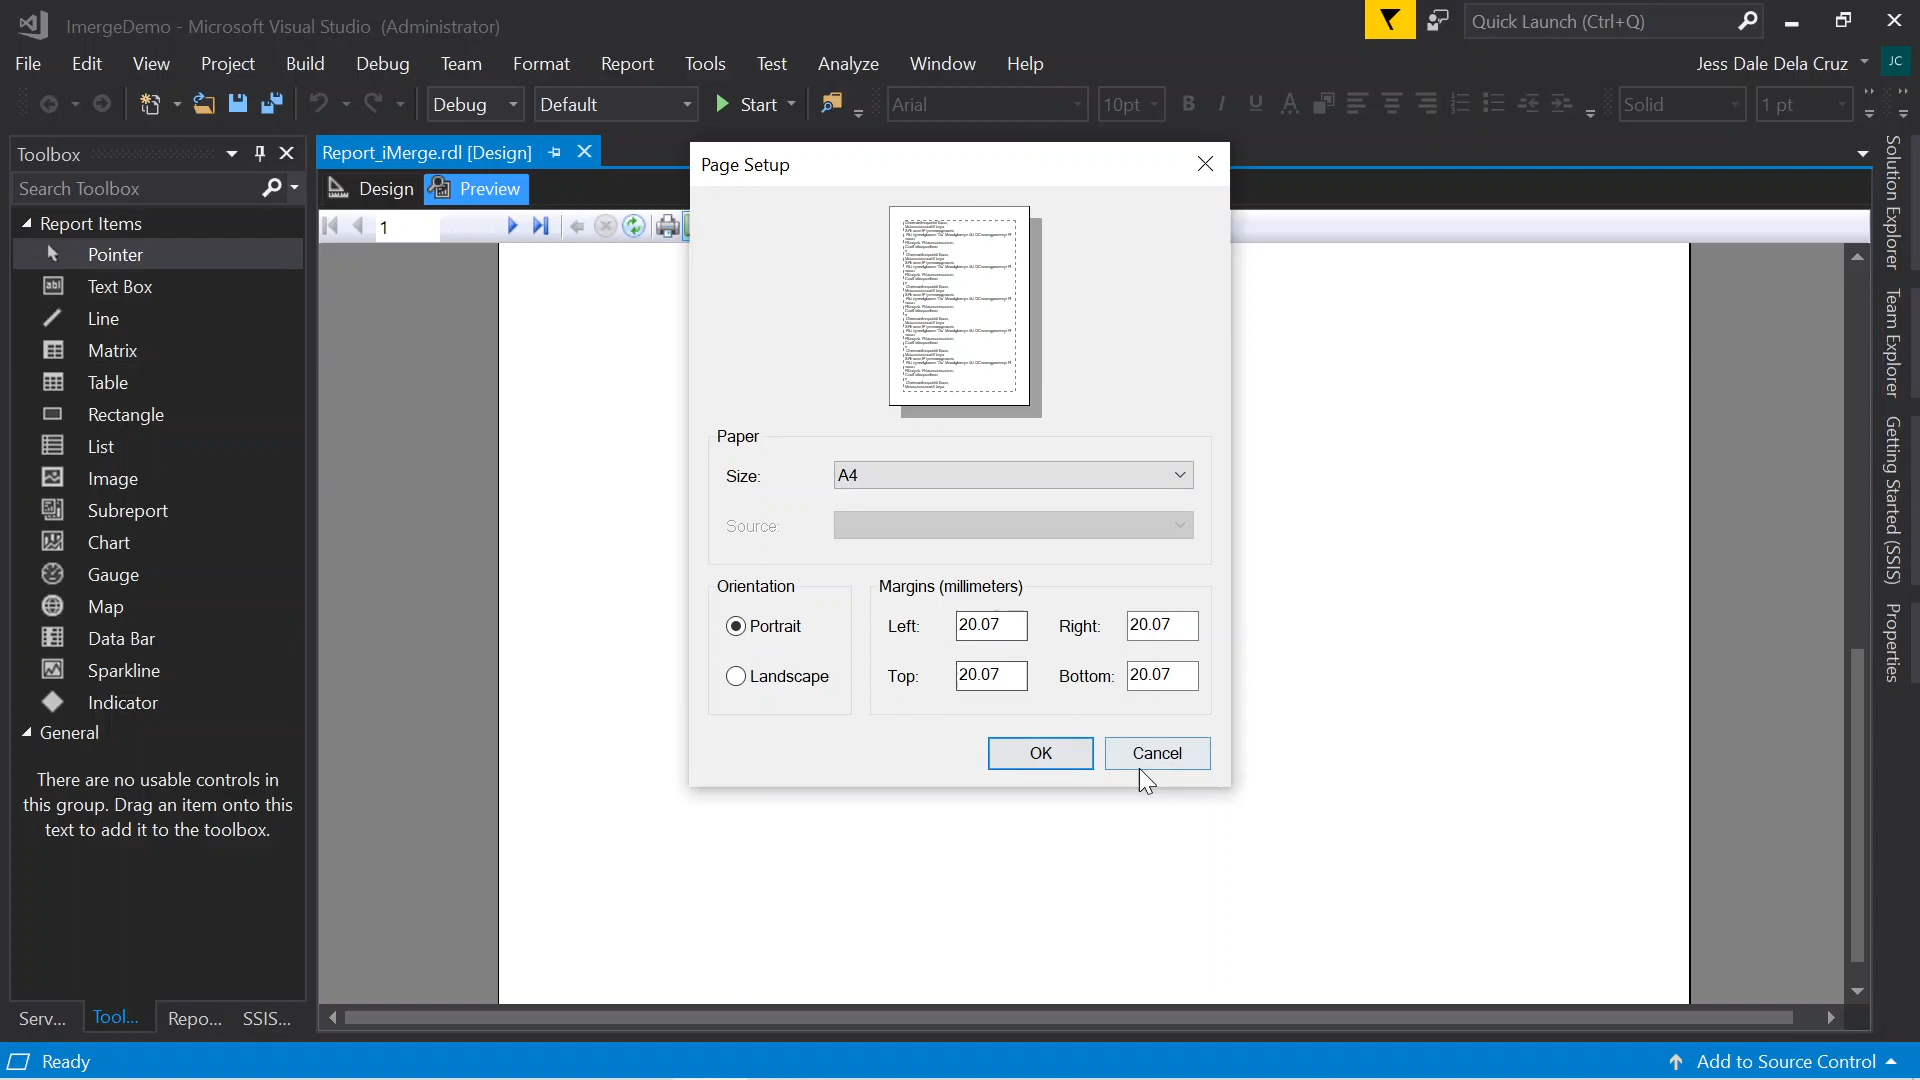 ImergeDemo - Microsoft Visual Studio (Administrator)
Quick Launch (Ctrl+Q)
File Edit View Project Build Debug Team Format Report Tools Test Analyze Window Help
Jess Dale Dela Cruz JC
Debug Default Start Arial 10pt B I U A Solid 1 pt
Toolbox
Search Toolbox
Report Items
Pointer
abl Text Box
Line
Matrix
Table
Rectangle
List
Image
Subreport
Chart
Gauge
Map
Data Bar
Sparkline
Indicator
General
There are no usable controls in
this group. Drag an item onto this
text to add it to the toolbox.
Serv... Tool... Repo... SSIS...
Report_iMerge.rdl [Design]
Design Preview
1
Page Setup
Paper
Size: A4
Source:
Orientation
Portrait
Landscape
Margins (millimeters)
Left: 20.07 Right: 20.07
Top: 20.07 Bottom: 20.07
OK Cancel
Solution Explorer
Team Explorer
Getting Started (SSIS)
Properties
Ready
Add to Source Control